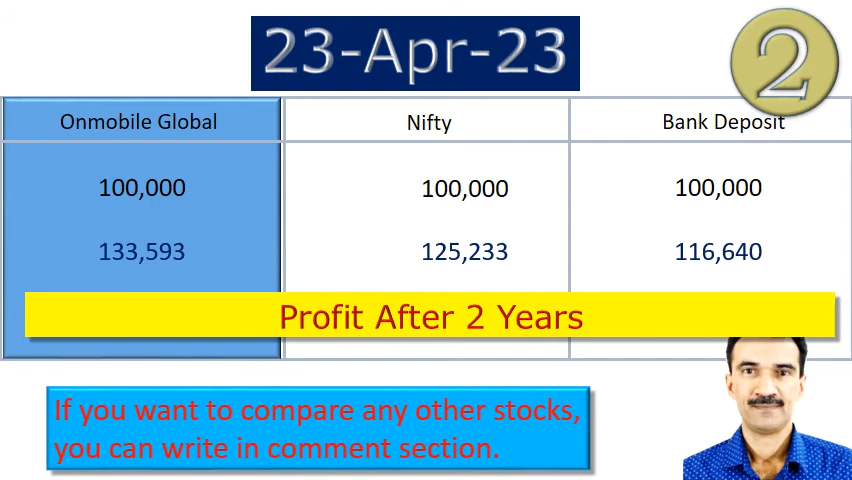 23-Apr-23
2
Onmobile Global Nifty Bank Deposit
100,000 100,000 100,000
133,593 125,233 116,640
Profit After 2 Years
If you want to compare any other stocks,
you can write in comment section.